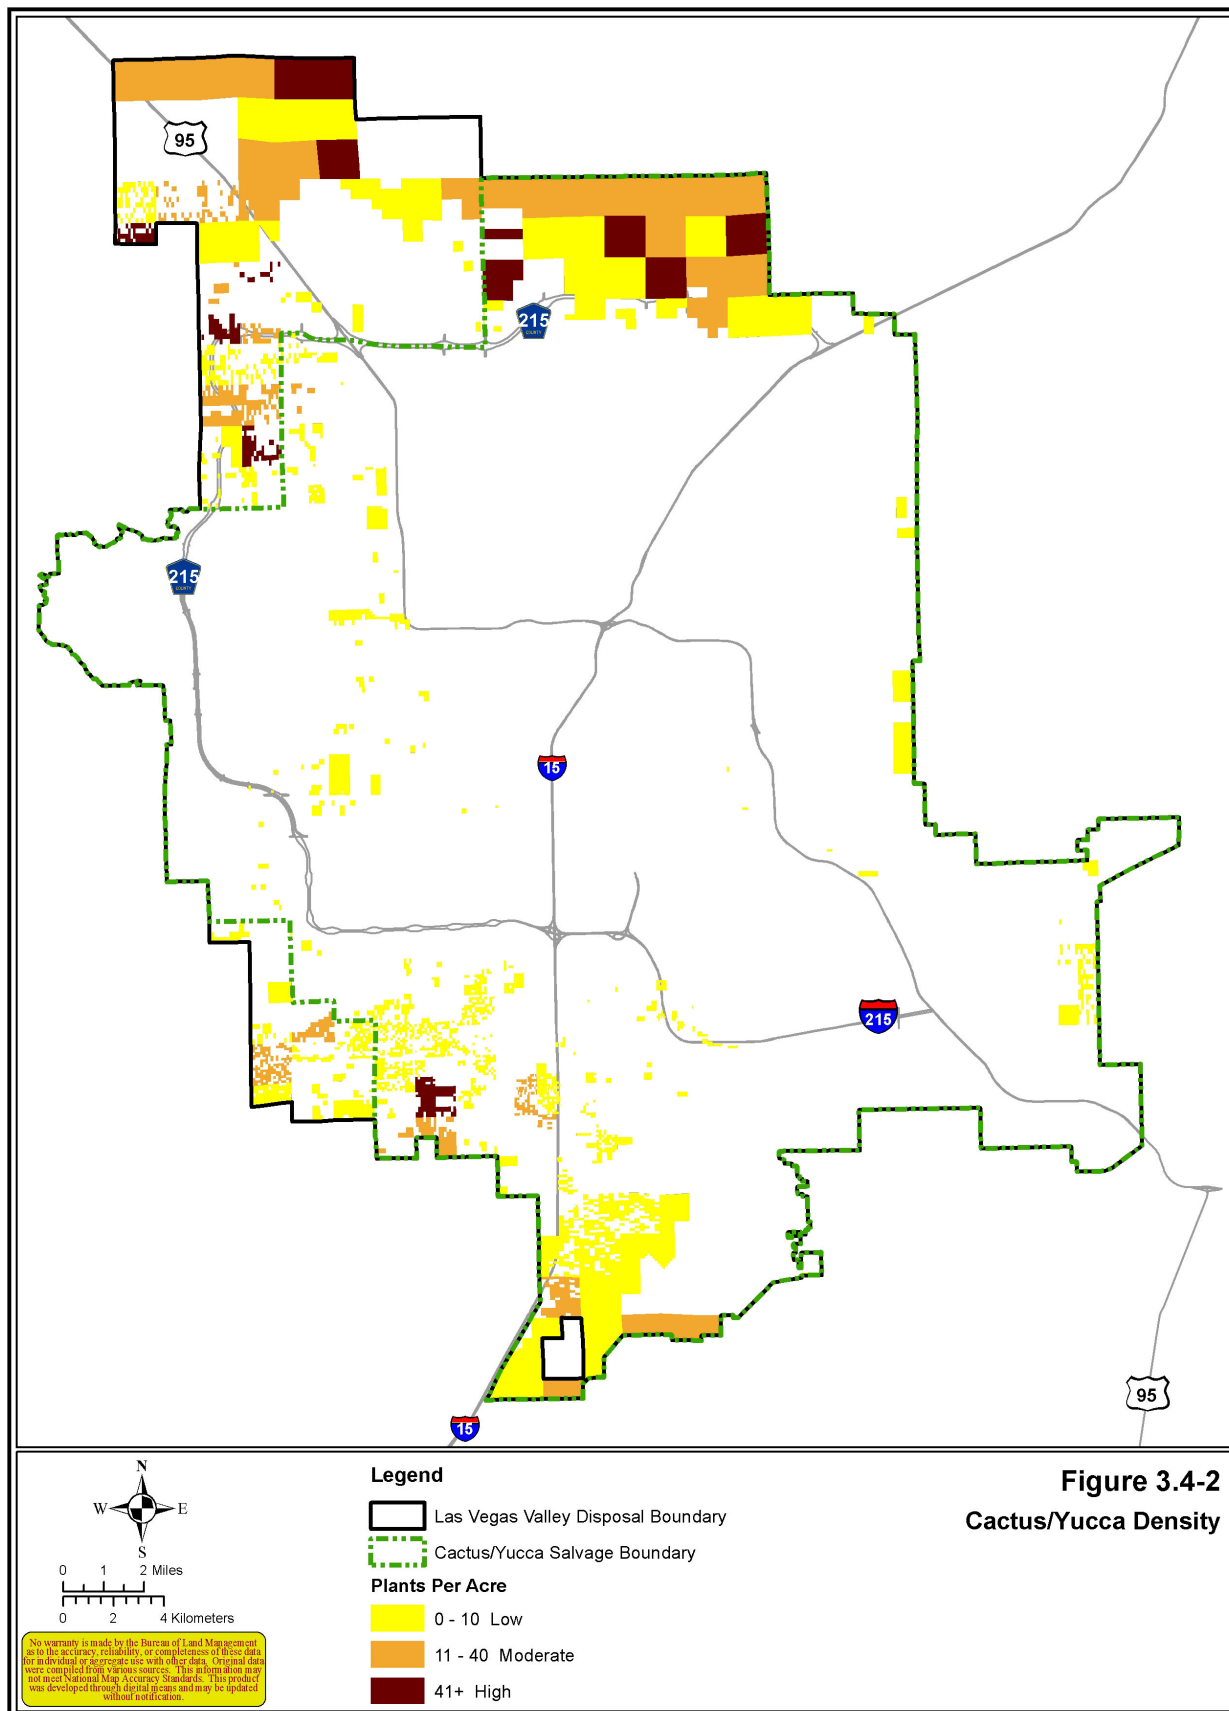 95
215
COUNTY
215
COUNTY
15
215
95
15
N
W E
S
0 1 2 Miles
0 2 4 Kilometers
No warranty is made by the Bureau of Land Management
as to the accuracy, reliability, or completeness of these data
for individual or aggregate use with other data. Original data
were compiled from various sources. This information may
not meet National Map Accuracy Standards. This product
was developed through digital means and may be updated
without notification.
Legend
Las Vegas Valley Disposal Boundary
Cactus/Yucca Salvage Boundary
Plants Per Acre
0 - 10 Low
11 - 40 Moderate
41+ High
Figure 3.4-2
Cactus/Yucca Density